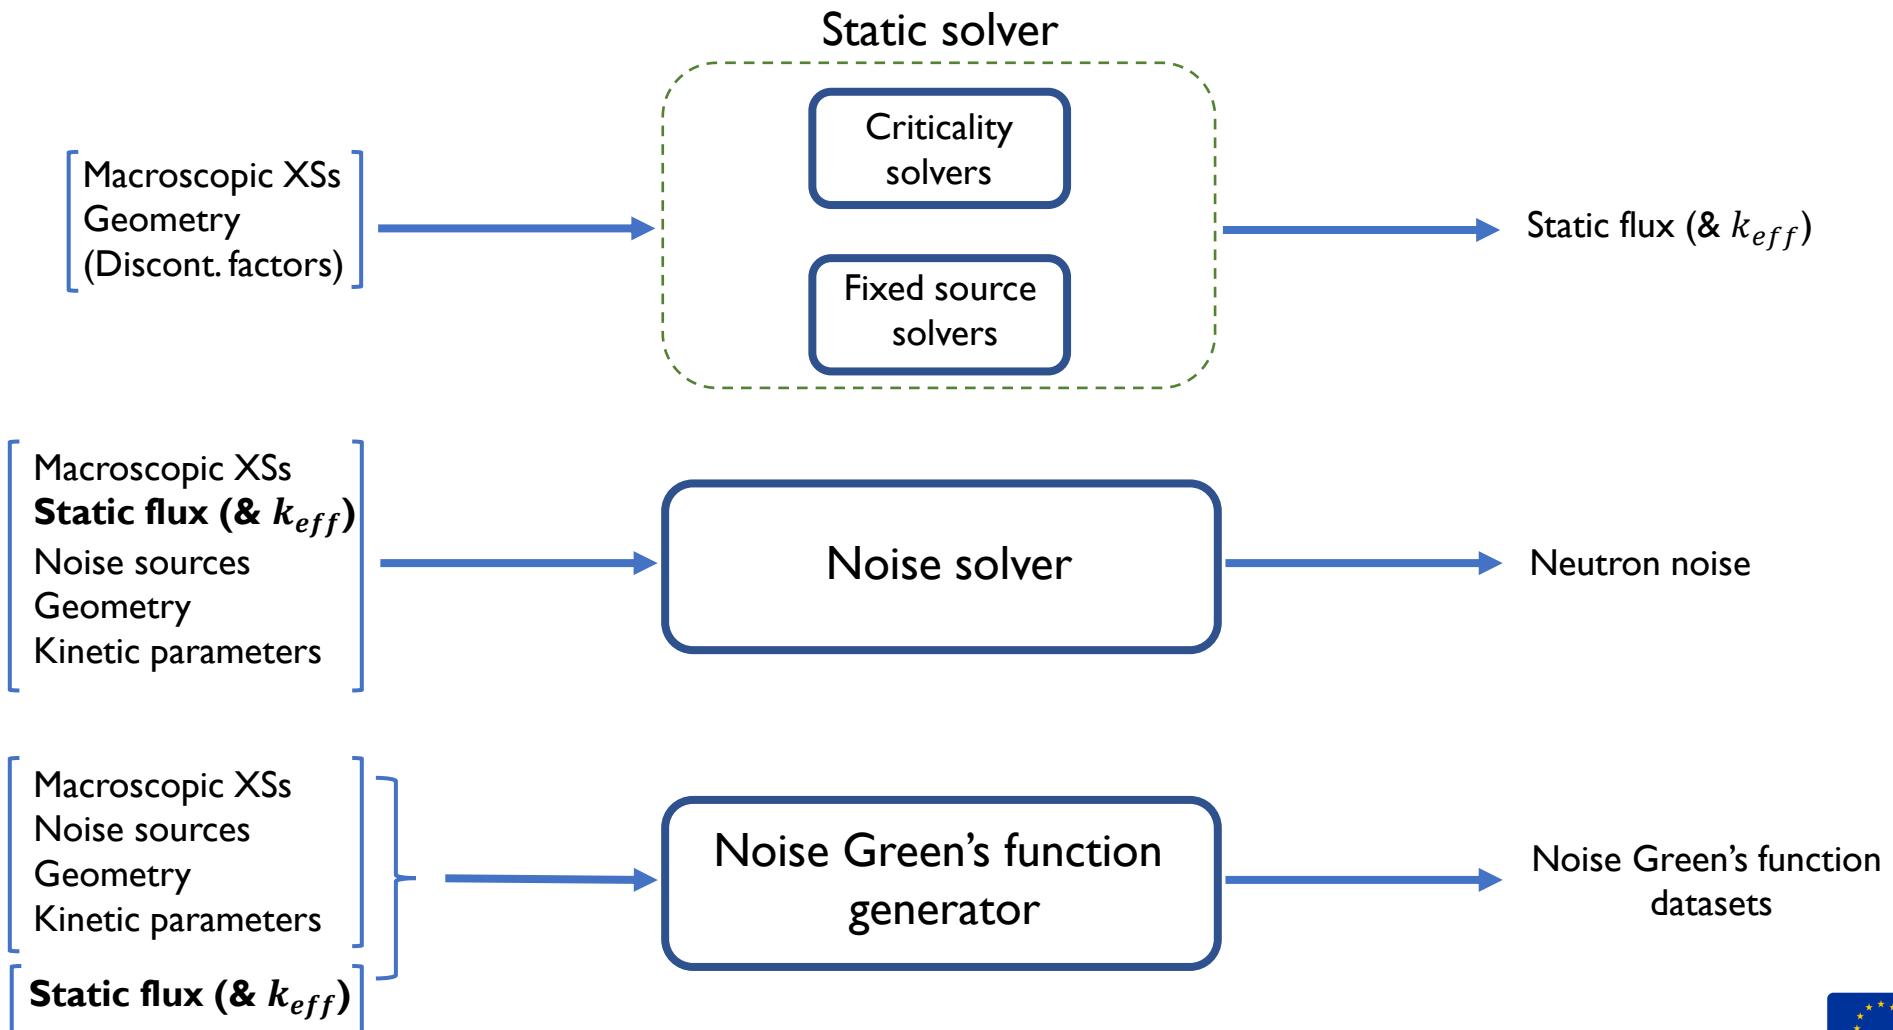 Static solver
Criticality
solvers
Fixed source
solvers
Macroscopic XSs
Geometry
(Discont. factors)
Static flux (& k_eff)
Macroscopic XSs
Static flux (& k_eff)
Noise sources
Geometry
Kinetic parameters
Noise solver
Neutron noise
Macroscopic XSs
Noise sources
Geometry
Kinetic parameters
Static flux (& k_eff)
Noise Green’s function
generator
Noise Green’s function
datasets